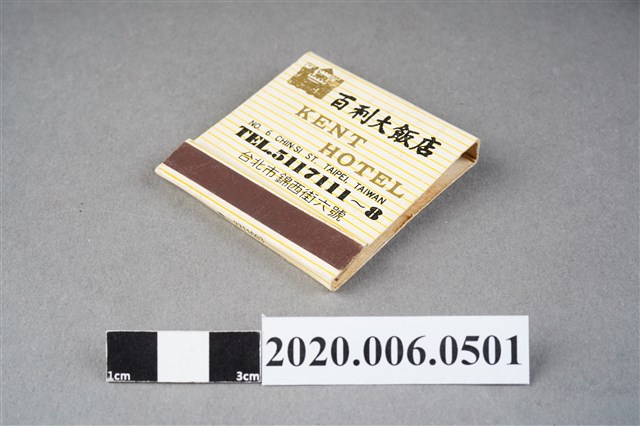 百利大飯店
KENT
HOTEL
NO. 6 CHIN SI ST. TAIPEI, TAIWAN
TEL.5117111~8
台北市錦西街六號
1cm
3cm
2020.006.0501